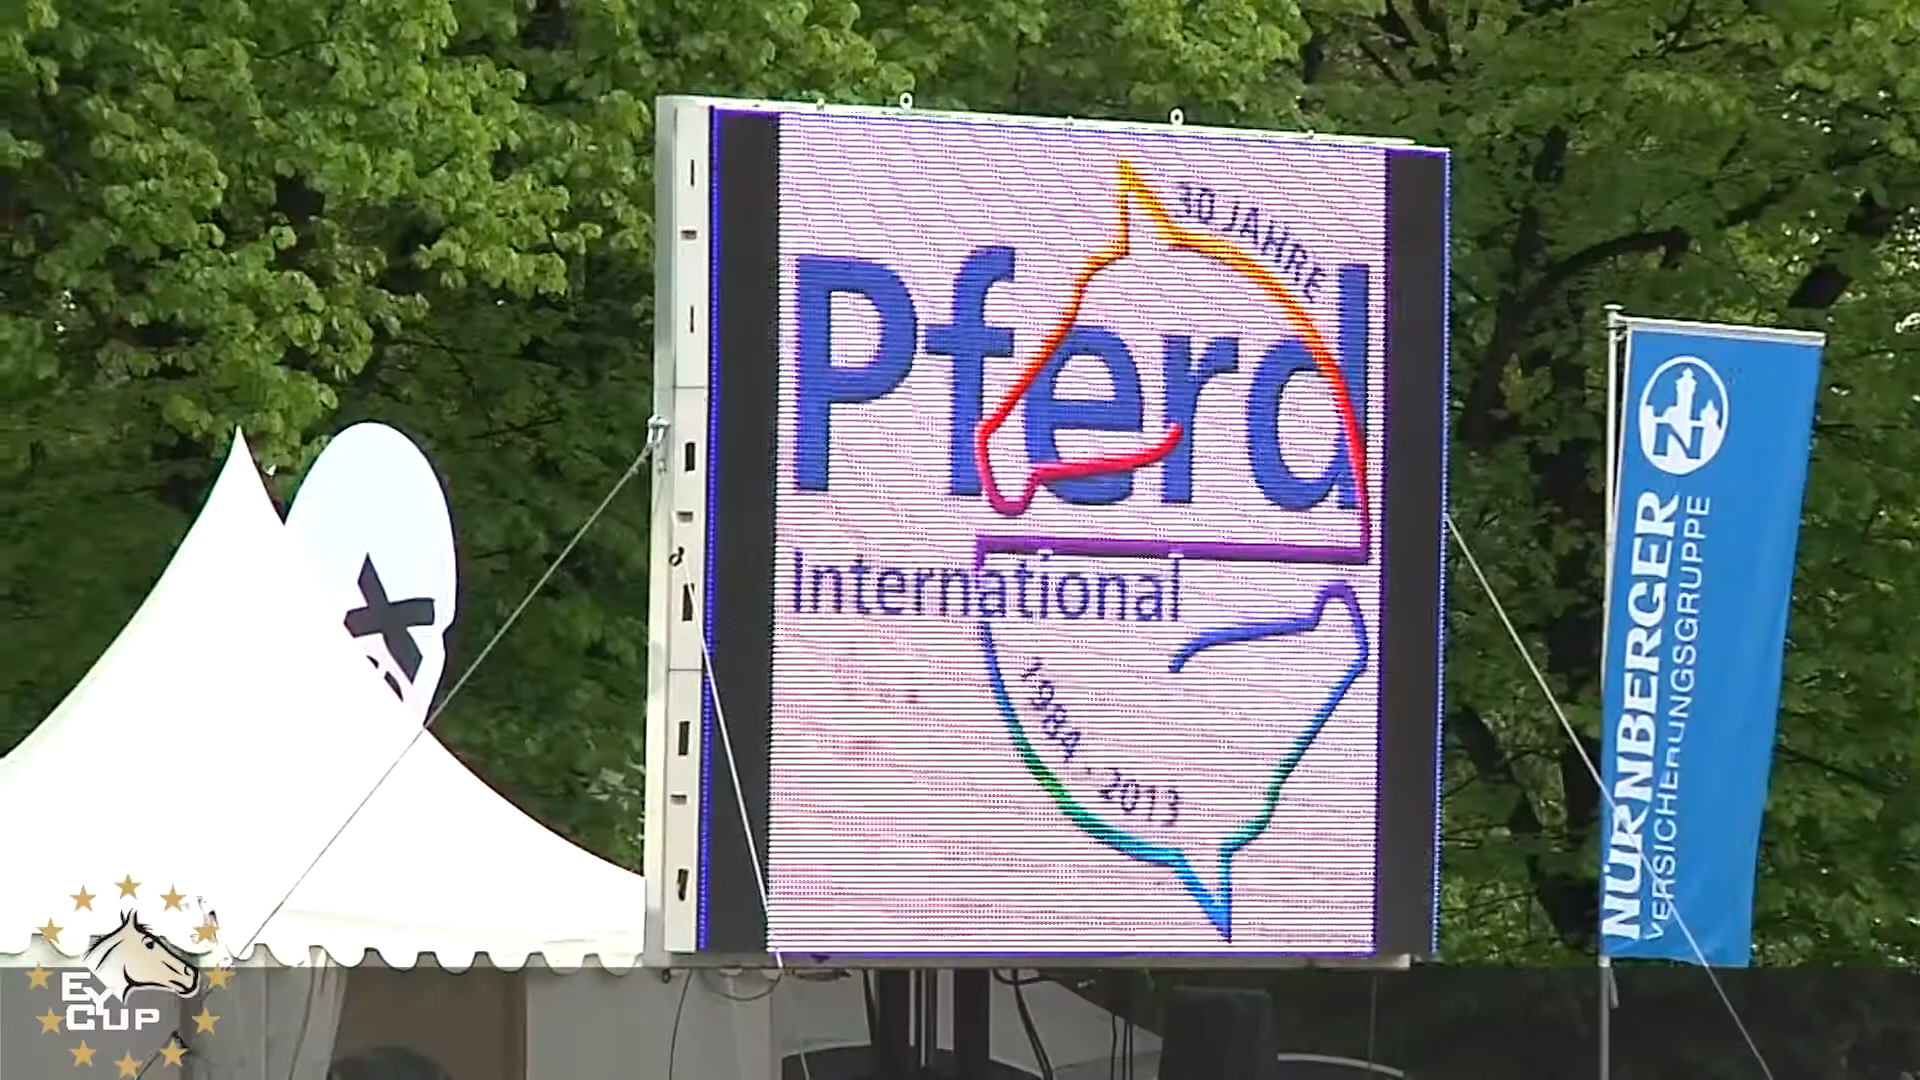 30 JAHRE
Pferd
International
1984 - 2013
NÜRNBERGER
VERSICHERUNGSGRUPPE
EY
CUP